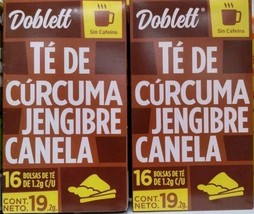 Doblett
Sin Cafeína
TÉ DE
CÚRCUMA
JENGIBRE
CANELA
16 BOLSAS DE TÉ
DE 1.2g C/U
CONT.
NETO. 19.2g
Doblett
Sin Cafeína
TÉ DE
CÚRCUMA
JENGIBRE
CANELA
16 BOLSAS DE TÉ
DE 1.2g C/U
CONT.
NETO. 19.2g